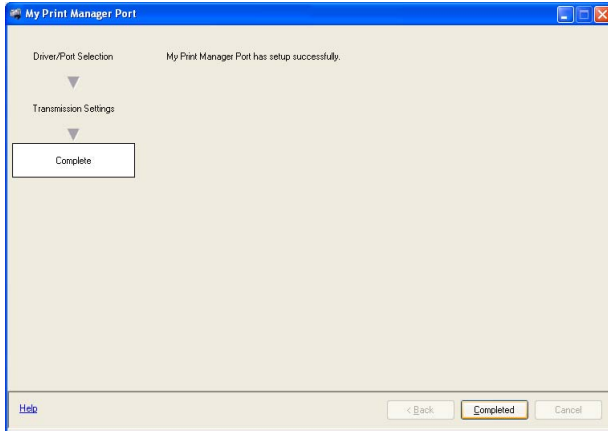 My Print Manager Port
Driver/Port Selection
My Print Manager Port has setup successfully.
Transmission Settings
Complete
Help
< Back
Completed
Cancel